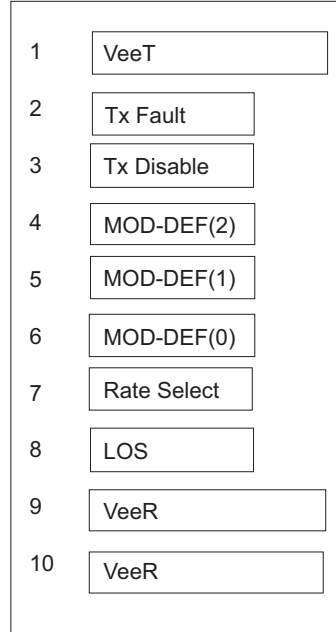 1 VeeT
2 Tx Fault
3 Tx Disable
4 MOD-DEF(2)
5 MOD-DEF(1)
6 MOD-DEF(0)
7 Rate Select
8 LOS
9 VeeR
10 VeeR